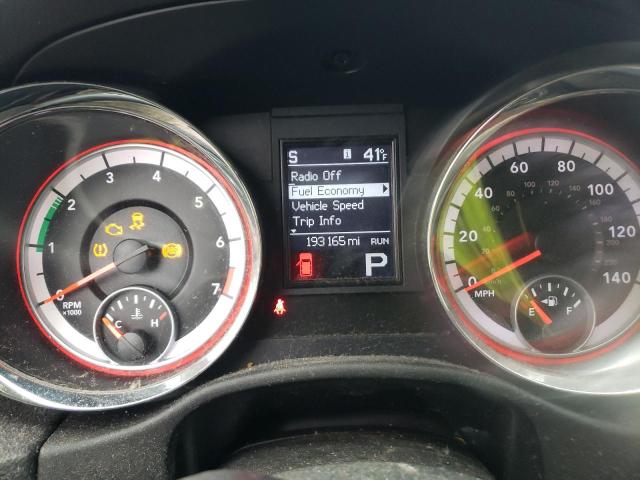 S i 41°F
Radio Off
Fuel Economy
Vehicle Speed
Trip Info
193165 mi RUN
P
0 1 2 3 4 5 6 7
RPM
x1000
C H
0 20 40 60 80 100 120 140
MPH
E F